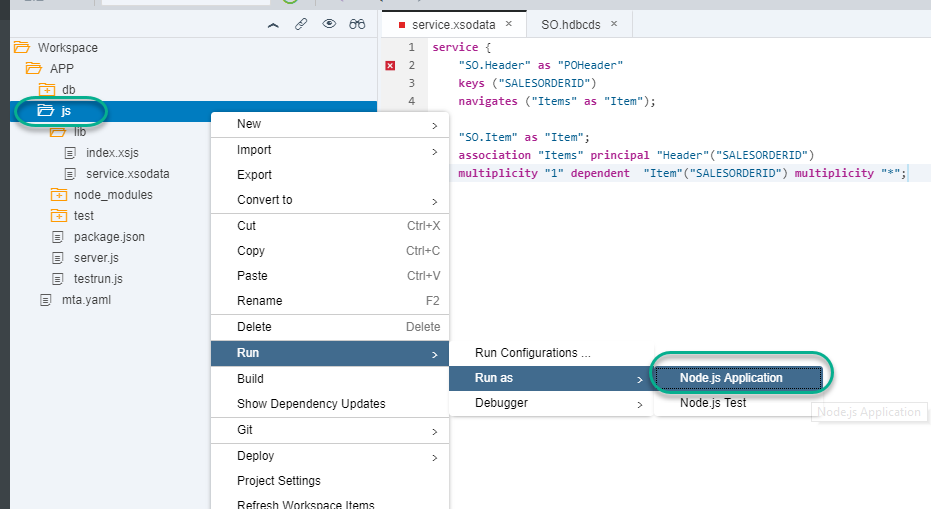 service.xsodata ×
SO.hdbcds ×
Workspace
APP
db
js
lib
index.xsjs
service.xsodata
node_modules
test
package.json
server.js
testrun.js
mta.yaml
1 service {
2 "SO.Header" as "POHeader"
3 keys ("SALESORDERID")
4 navigates ("Items" as "Item");
"SO.Item" as "Item";
association "Items" principal "Header"("SALESORDERID")
multiplicity "1" dependent "Item"("SALESORDERID") multiplicity "*";
New
Import
Export
Convert to
Cut Ctrl+X
Copy Ctrl+C
Paste Ctrl+V
Rename F2
Delete Delete
Run
Build
Show Dependency Updates
Git
Deploy
Project Settings
Refresh Workspace Items
Run Configurations ...
Run as
Debugger
Node.js Application
Node.js Test
Node.js Application